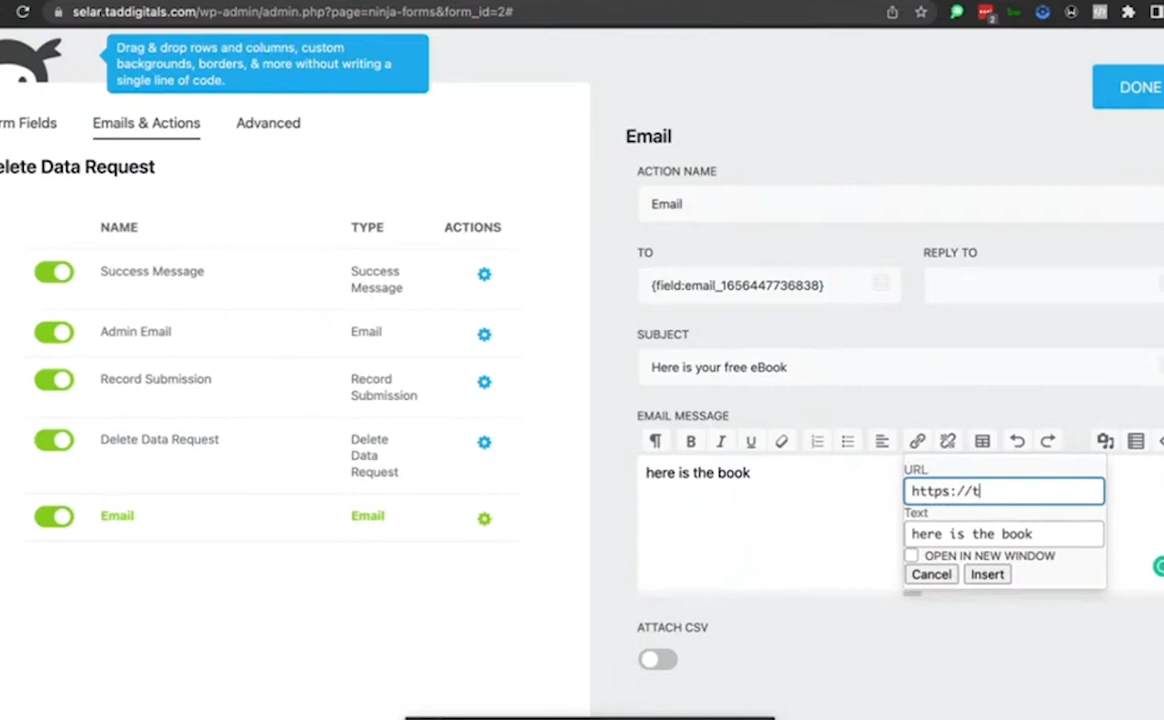 selar.taddigitals.com/wp-admin/admin.php?page=ninja-forms&form_id=2#
2
Drag & drop rows and columns, custom
backgrounds, borders, & more without writing a
single line of code.
DONE
rm Fields
Emails & Actions
Advanced
elete Data Request
NAME
TYPE
ACTIONS
Success Message
Success
Message
Admin Email
Email
Record Submission
Record
Submission
Delete Data Request
Delete
Data
Request
Email
Email
Email
ACTION NAME
Email
TO
REPLY TO
{field:email_1656447736838}
SUBJECT
Here is your free eBook
EMAIL MESSAGE
B I U
here is the book
URL
https://t
Text
here is the book
OPEN IN NEW WINDOW
Cancel
Insert
ATTACH CSV